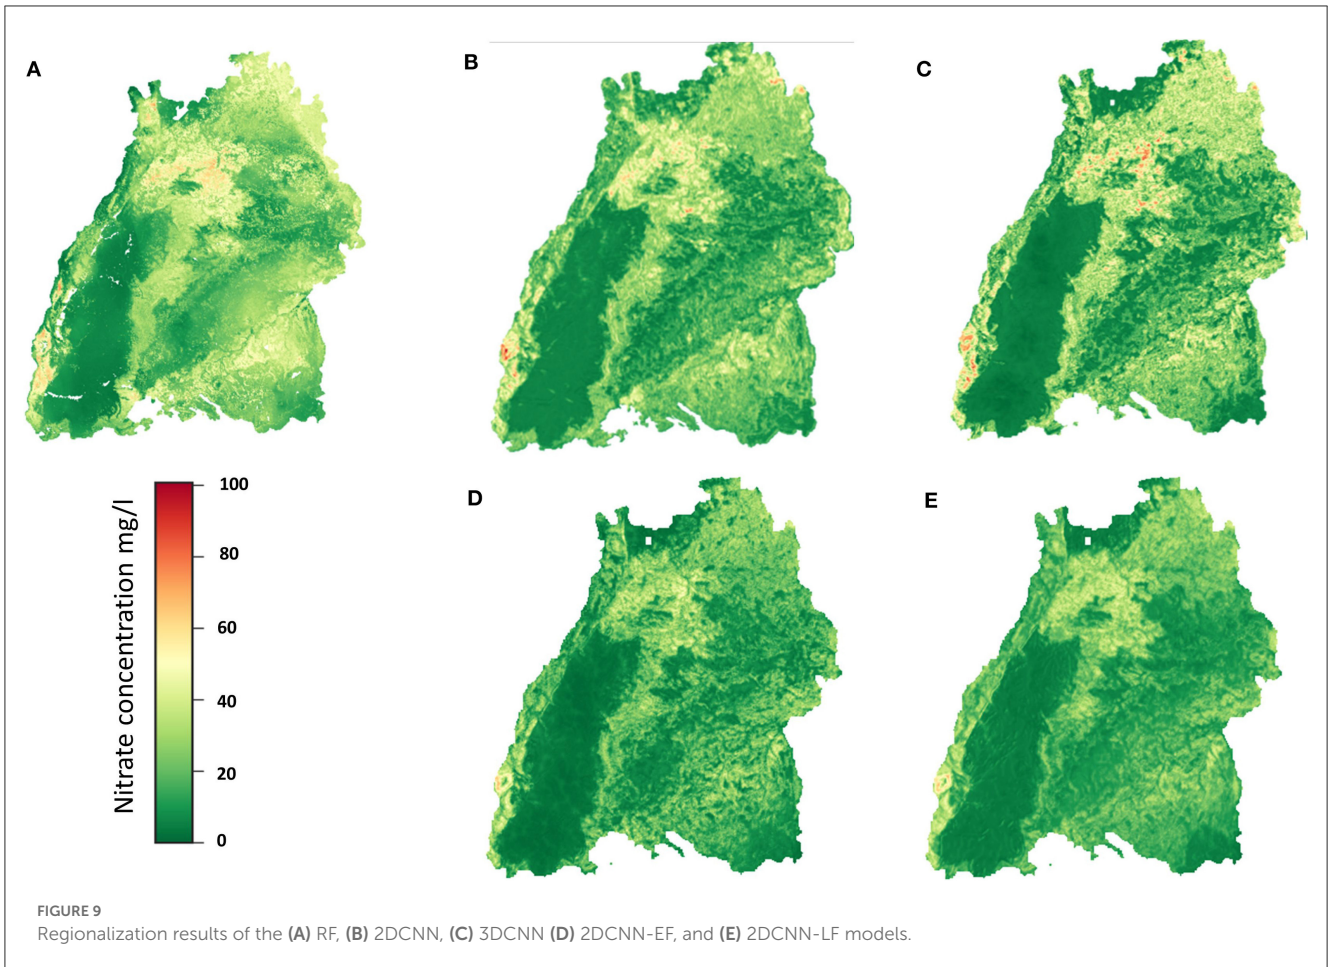 A
B
C
Nitrate concentration mg/l
100
80
60
40
20
0
D
E
FIGURE 9
Regionalization results of the (A) RF, (B) 2DCNN, (C) 3DCNN (D) 2DCNN-EF, and (E) 2DCNN-LF models.